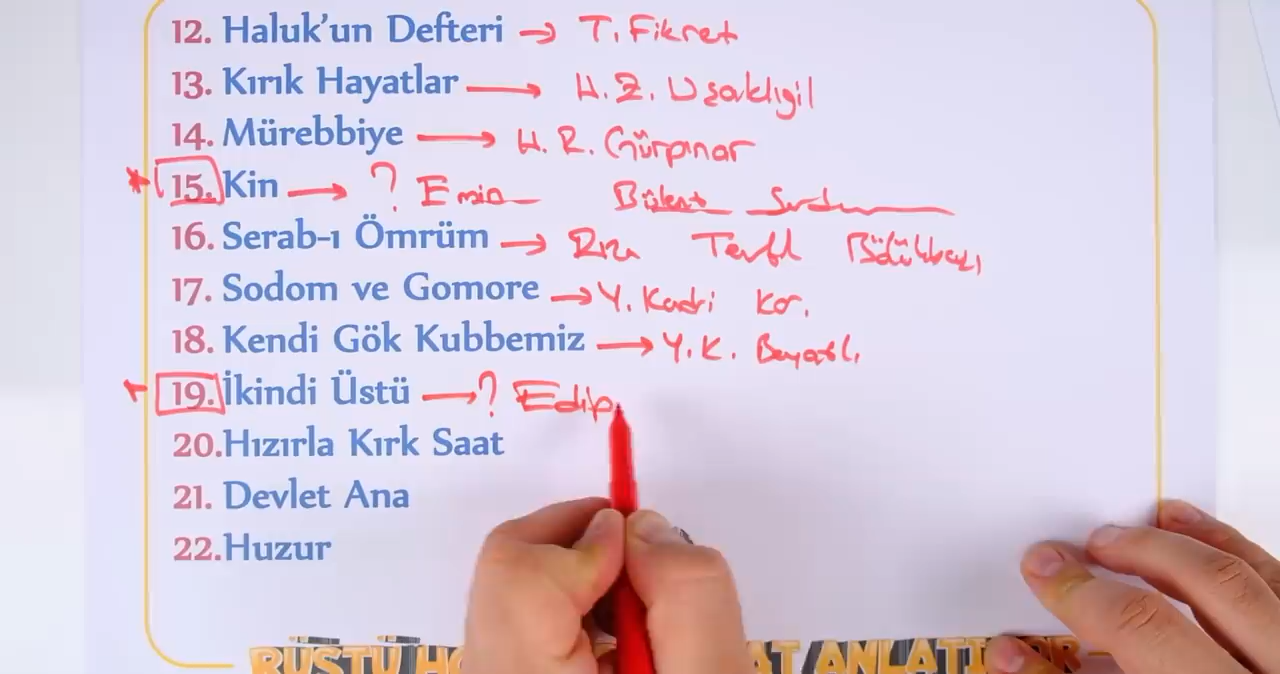 12. Haluk'un Defteri → T. Fikret
13. Kırık Hayatlar → H. Z. Uşaklıgil
14. Mürebbiye → H. R. Gürpınar
* 15. Kin → ? Emin Bülent
16. Serab-ı Ömrüm → Rıza Tevfik Bölükbaşı
17. Sodom ve Gomore → Y. Kadri Kar.
18. Kendi Gök Kubbemiz → Y. K. Beyatlı
19. İkindi Üstü → ? Edip
20. Hızırla Kırk Saat
21. Devlet Ana
22. Huzur
RÜSTÜ